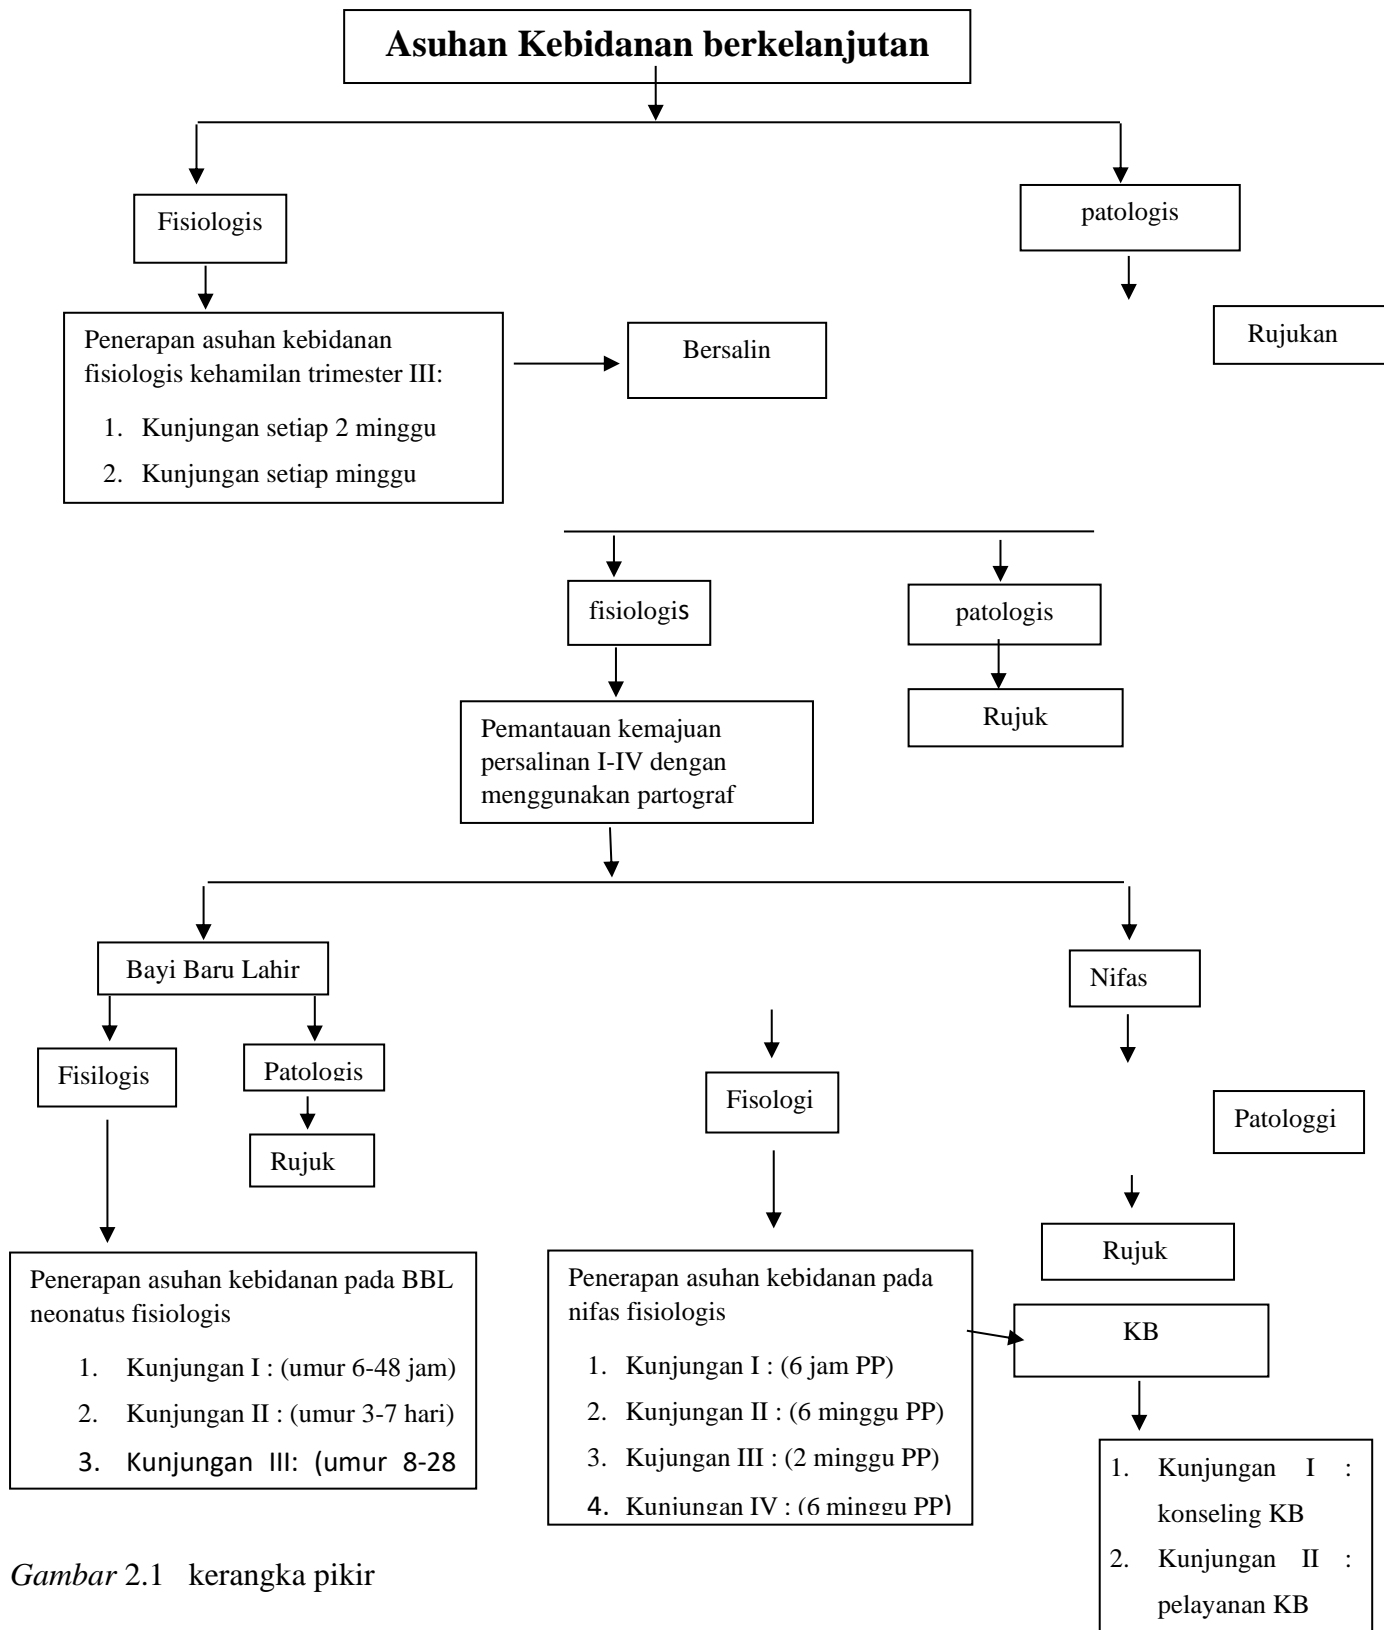 Asuhan Kebidanan berkelanjutan
Fisiologis
patologis
Penerapan asuhan kebidanan
fisiologis kehamilan trimester III:
1. Kunjungan setiap 2 minggu
2. Kunjungan setiap minggu
Bersalin
Rujukan
fisiologis
patologis
Pemantauan kemajuan
persalinan I-IV dengan
menggunakan partograf
Rujuk
Bayi Baru Lahir
Nifas
Fisilogis
Patologis
Fisologi
Patologgi
Rujuk
Rujuk
Penerapan asuhan kebidanan pada BBL
neonatus fisiologis
1. Kunjungan I : (umur 6-48 jam)
2. Kunjungan II : (umur 3-7 hari)
3. Kunjungan III: (umur 8-28
Penerapan asuhan kebidanan pada
nifas fisiologis
1. Kunjungan I : (6 jam PP)
2. Kunjungan II : (6 minggu PP)
3. Kujungan III : (2 minggu PP)
4. Kunjungan IV : (6 minggu PP)
KB
1. Kunjungan I :
konseling KB
2. Kunjungan II :
pelayanan KB
Gambar 2.1 kerangka pikir